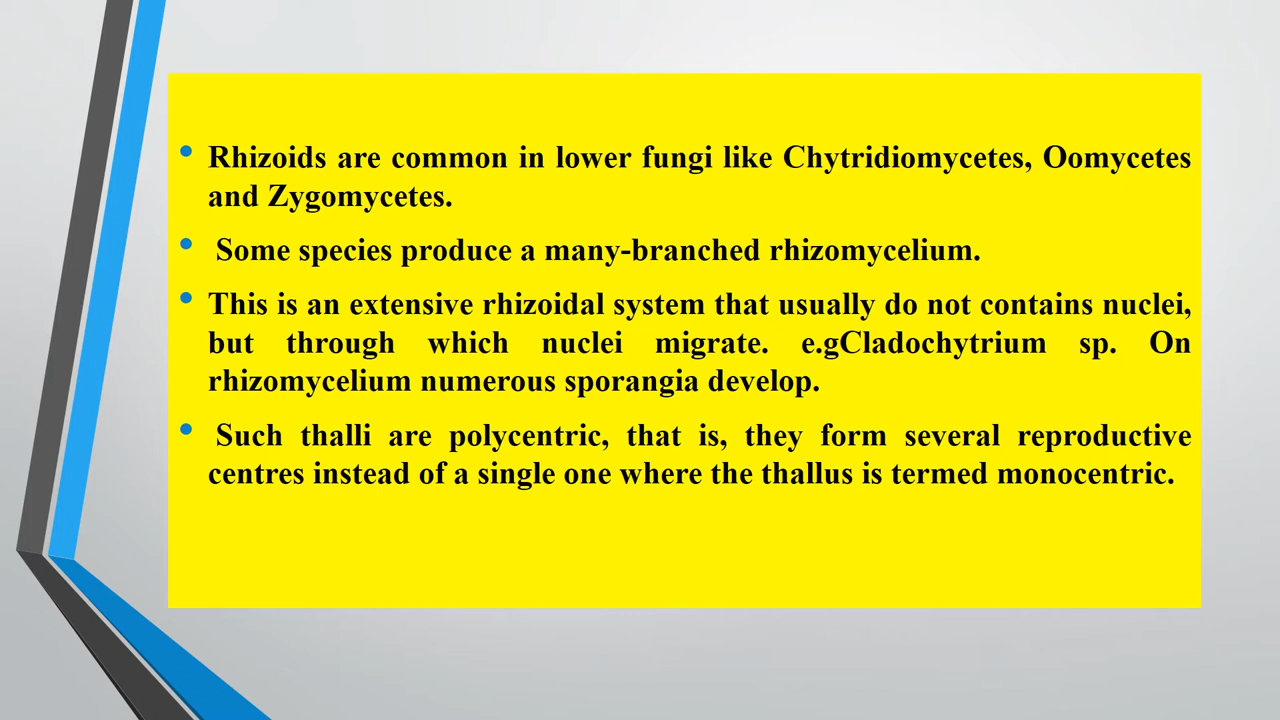 • Rhizoids are common in lower fungi like Chytridiomycetes, Oomycetes
and Zygomycetes.
• Some species produce a many-branched rhizomycelium.
• This is an extensive rhizoidal system that usually do not contains nuclei,
but through which nuclei migrate. e.gCladochytrium sp. On
rhizomycelium numerous sporangia develop.
• Such thalli are polycentric, that is, they form several reproductive
centres instead of a single one where the thallus is termed monocentric.